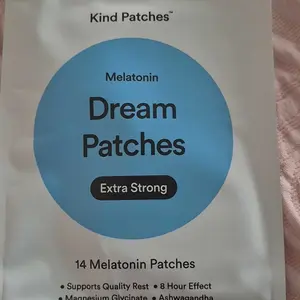 Kind Patches™
Melatonin
Dream
Patches
Extra Strong
14 Melatonin Patches
• Supports Quality Rest • 8 Hour Effect
• Magnesium Glycinate • Ashwagandha